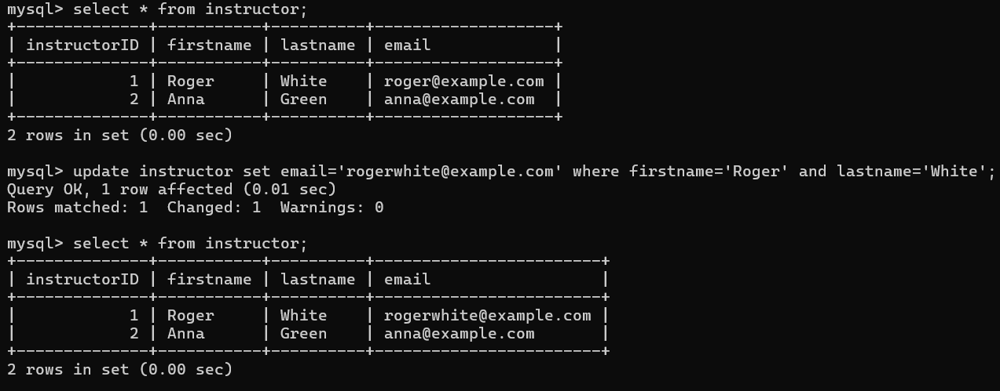 mysql> select * from instructor;
+--------------+-----------+----------+-------------------+
| instructorID | firstname | lastname | email             |
+--------------+-----------+----------+-------------------+
|            1 | Roger     | White    | roger@example.com |
|            2 | Anna      | Green    | anna@example.com  |
+--------------+-----------+----------+-------------------+
2 rows in set (0.00 sec)

mysql> update instructor set email='rogerwhite@example.com' where firstname='Roger' and lastname='White';
Query OK, 1 row affected (0.01 sec)
Rows matched: 1  Changed: 1  Warnings: 0

mysql> select * from instructor;
+--------------+-----------+----------+------------------------+
| instructorID | firstname | lastname | email                  |
+--------------+-----------+----------+------------------------+
|            1 | Roger     | White    | rogerwhite@example.com |
|            2 | Anna      | Green    | anna@example.com       |
+--------------+-----------+----------+------------------------+
2 rows in set (0.00 sec)